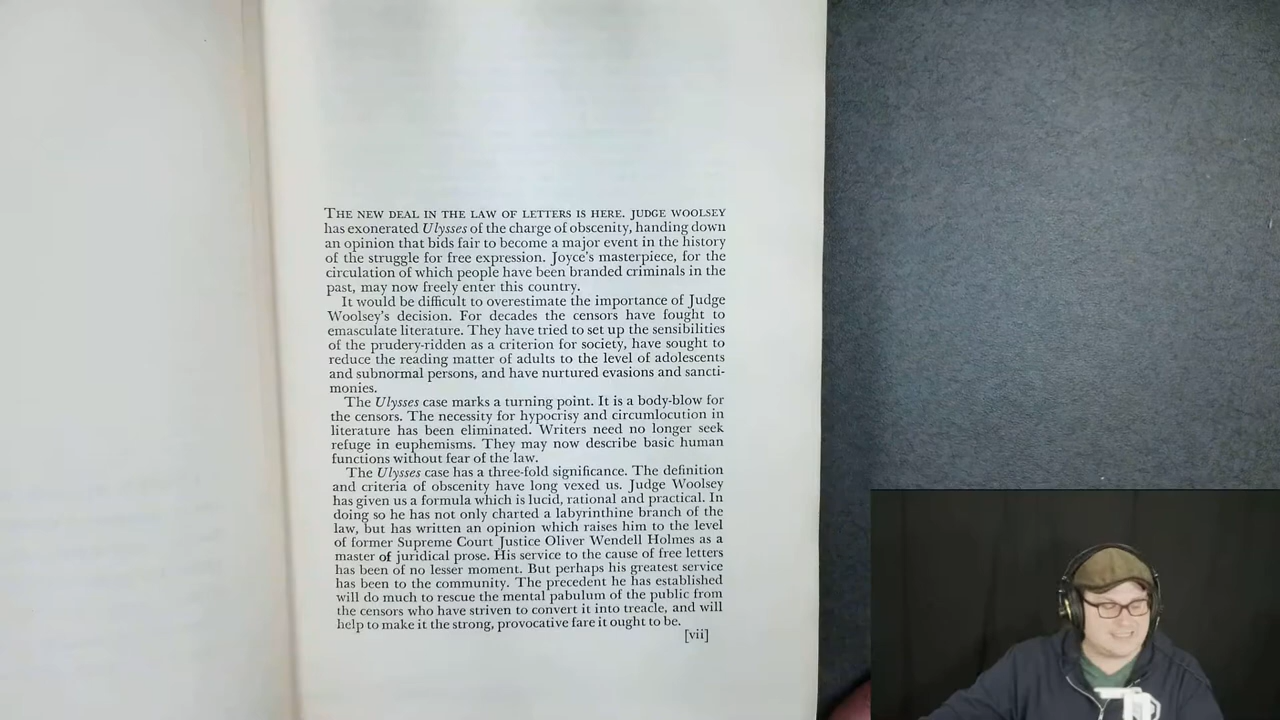 THE NEW DEAL IN THE LAW OF LETTERS IS HERE. JUDGE WOOLSEY
has exonerated Ulysses of the charge of obscenity, handing down
an opinion that bids fair to become a major event in the history
of the struggle for free expression. Joyce's masterpiece, for the
circulation of which people have been branded criminals in the
past, may now freely enter this country.
It would be difficult to overestimate the importance of Judge
Woolsey's decision. For decades the censors have fought to
emasculate literature. They have tried to set up the sensibilities
of the prudery-ridden as a criterion for society, have sought to
reduce the reading matter of adults to the level of adolescents
and subnormal persons, and have nurtured evasions and sancti-
monies.
The Ulysses case marks a turning point. It is a body-blow for
the censors. The necessity for hypocrisy and circumlocution in
literature has been eliminated. Writers need no longer seek
refuge in euphemisms. They may now describe basic human
functions without fear of the law.
The Ulysses case has a three-fold significance. The definition
and criteria of obscenity have long vexed us. Judge Woolsey
has given us a formula which is lucid, rational and practical. In
doing so he has not only charted a labyrinthine branch of the
law, but has written an opinion which raises him to the level
of former Supreme Court Justice Oliver Wendell Holmes as a
master of juridical prose. His service to the cause of free letters
has been of no lesser moment. But perhaps his greatest service
has been to the community. The precedent he has established
will do much to rescue the mental pabulum of the public from
the censors who have striven to convert it into treacle, and will
help to make it the strong, provocative fare it ought to be.
[vii]